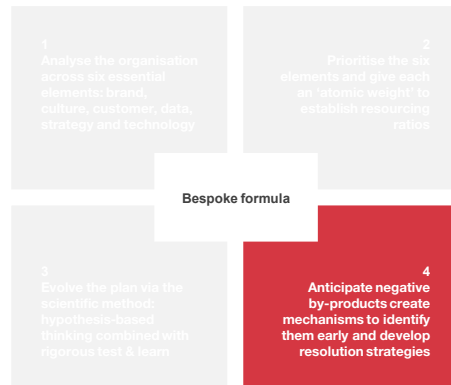 1
Analyse the organisation
across six essential
elements: brand,
culture, customer, data,
strategy and technology
2
Prioritise the six
elements and give each
an ‘atomic weight’ to
establish resourcing
ratios
Bespoke formula
3
Evolve the plan via the
scientific method:
hypothesis-based
thinking combined with
rigorous test & learn
4
Anticipate negative
by-products create
mechanisms to identify
them early and develop
resolution strategies